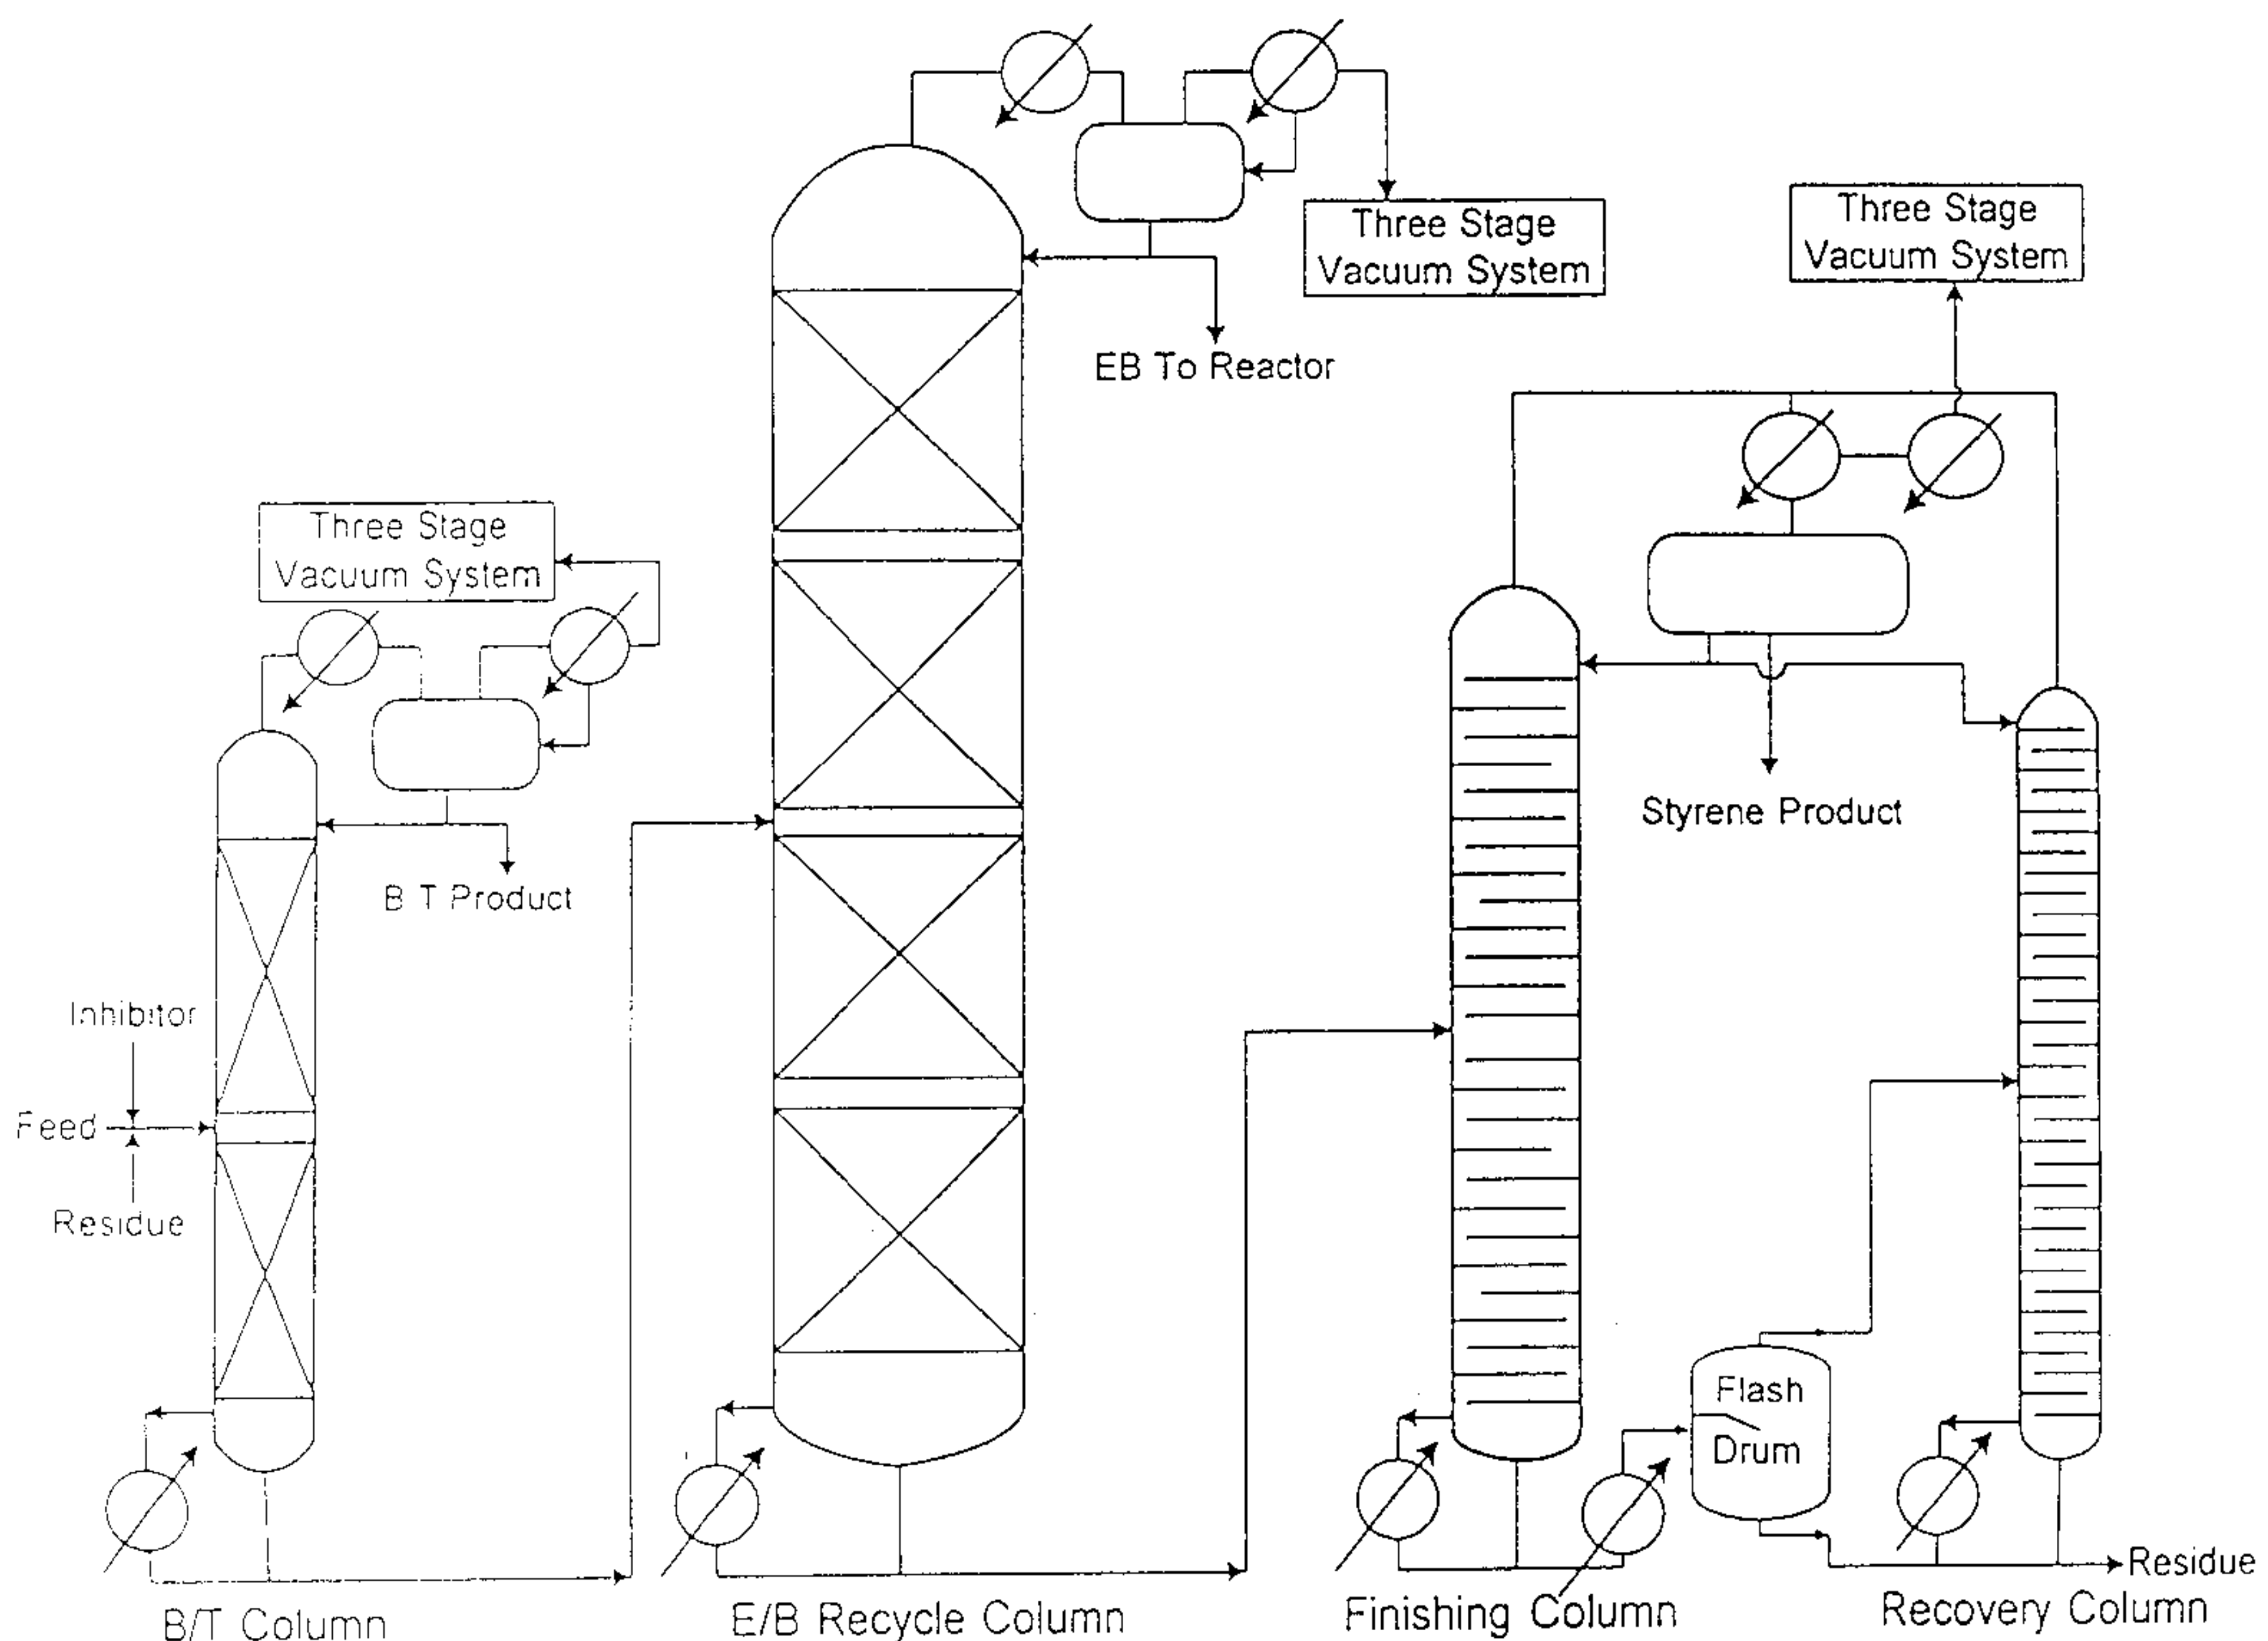 Three Stage
Vacuum System
Three Stage
Vacuum System
EB To Reactor
Three Stage
Vacuum System
Styrene Product
B T Product
Inhibitor
Feed
Residue
Flash
Drum
Residue
B/T Column
E/B Recycle Column
Finishing Column
Recovery Column